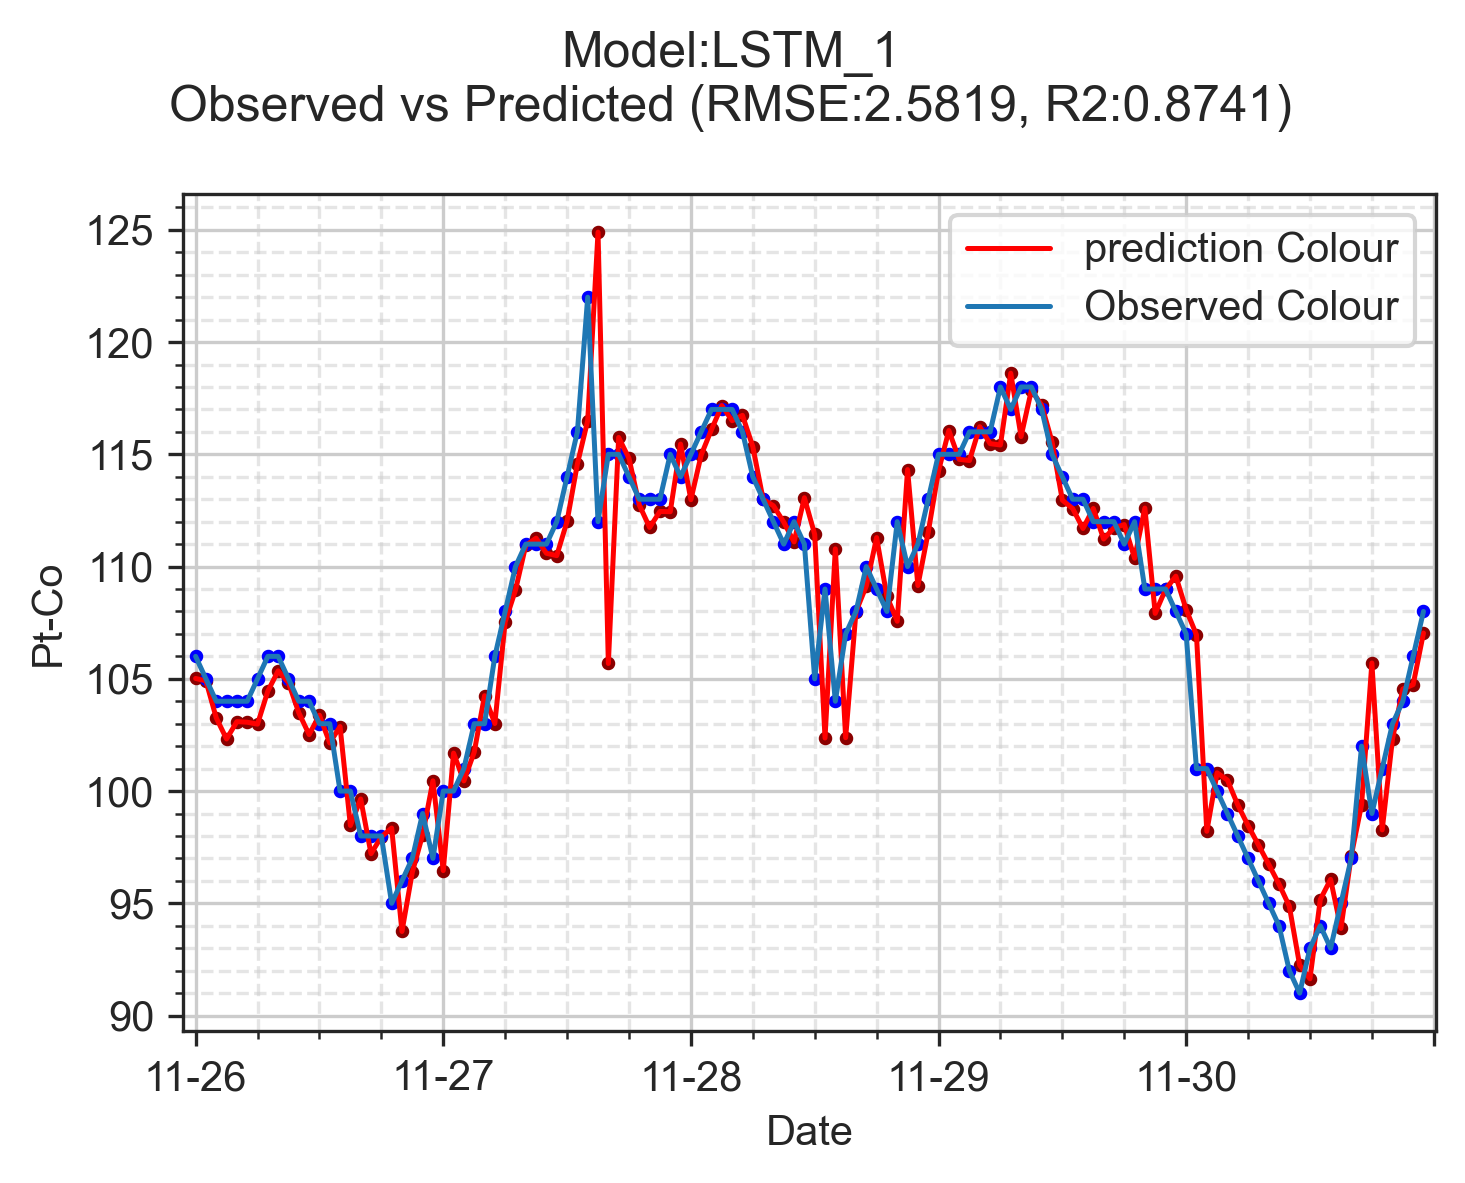 Model:LSTM_1
Observed vs Predicted (RMSE:2.5819, R2:0.8741)
prediction Colour
Observed Colour
125
120
115
110
105
100
95
90
Pt-Co
11-26 11-27 11-28 11-29 11-30
Date